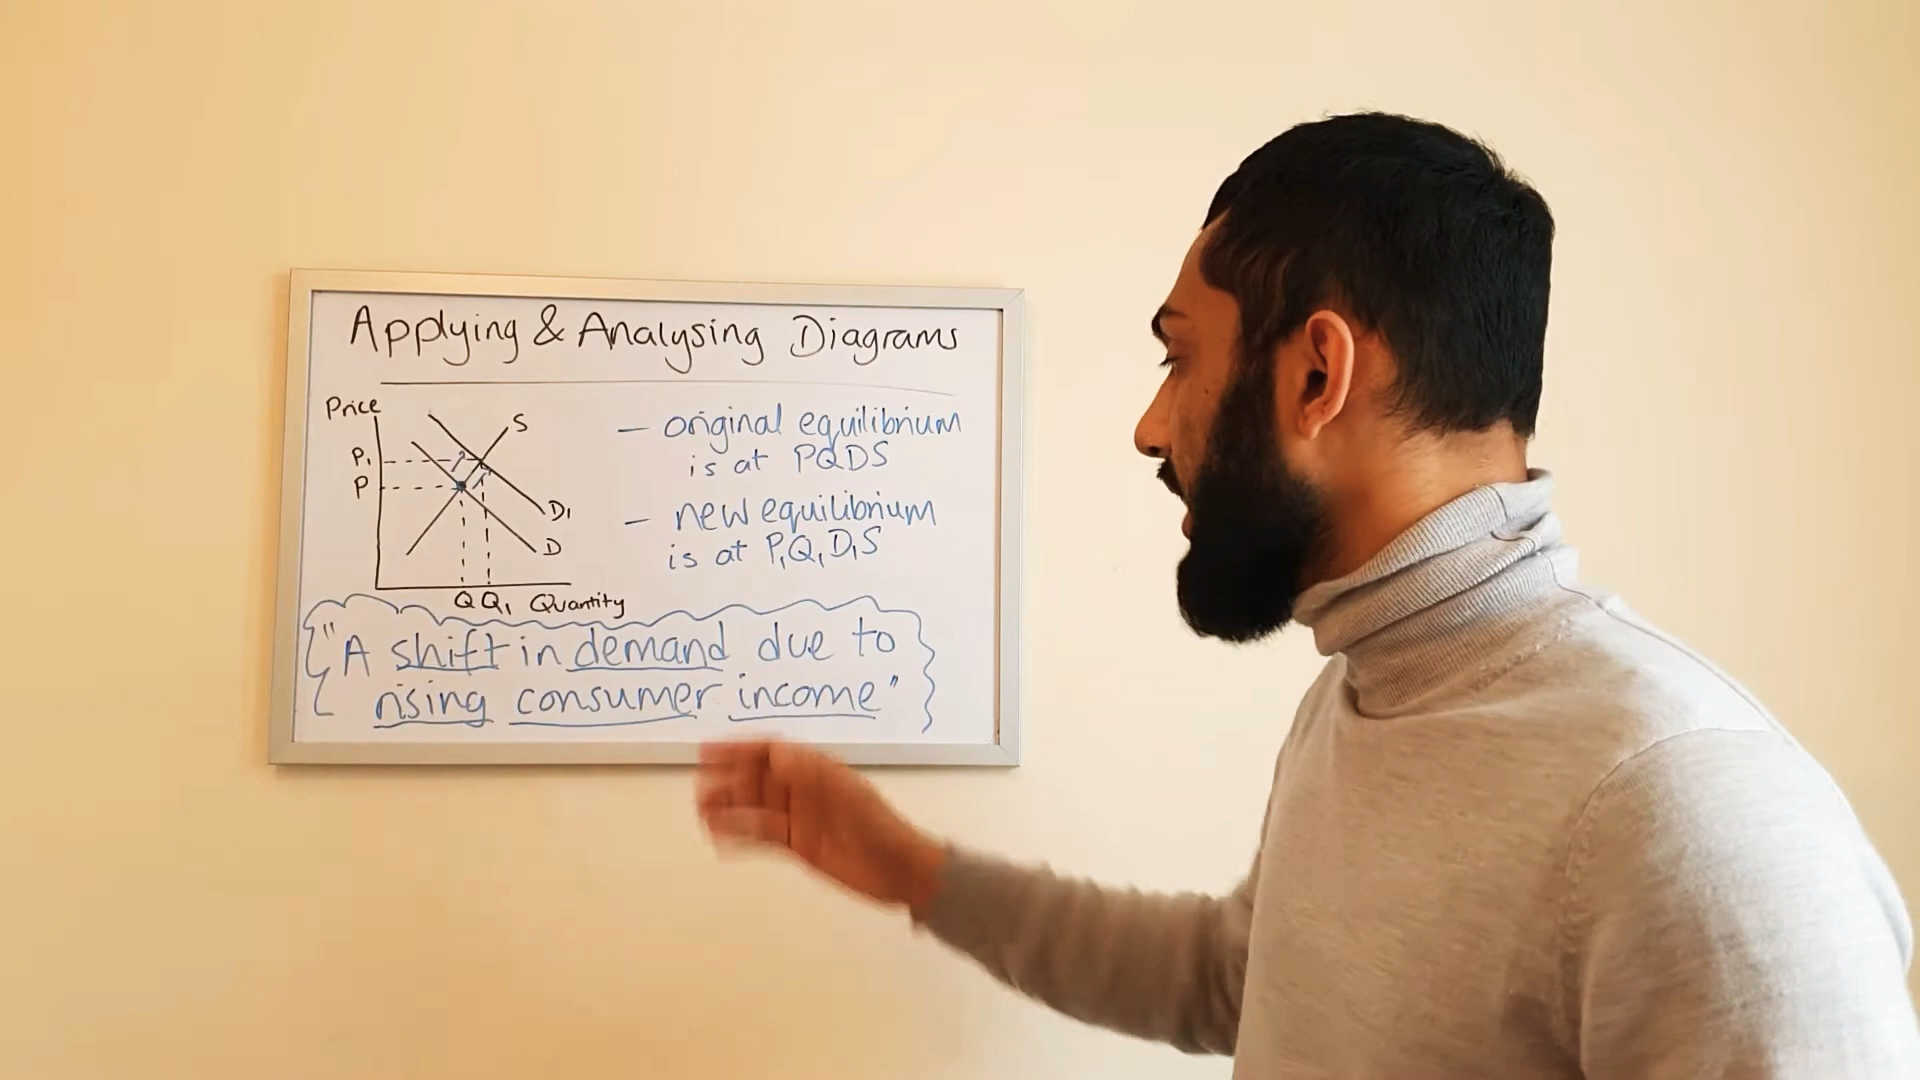 Applying & Analysing Diagrams
Price
S
P₁
P
D₁
D
Q Q₁ Quantity
– original equilibrium
is at PQDS
– new equilibrium
is at P₁Q₁D₁S
"A shift in demand due to
rising consumer income"